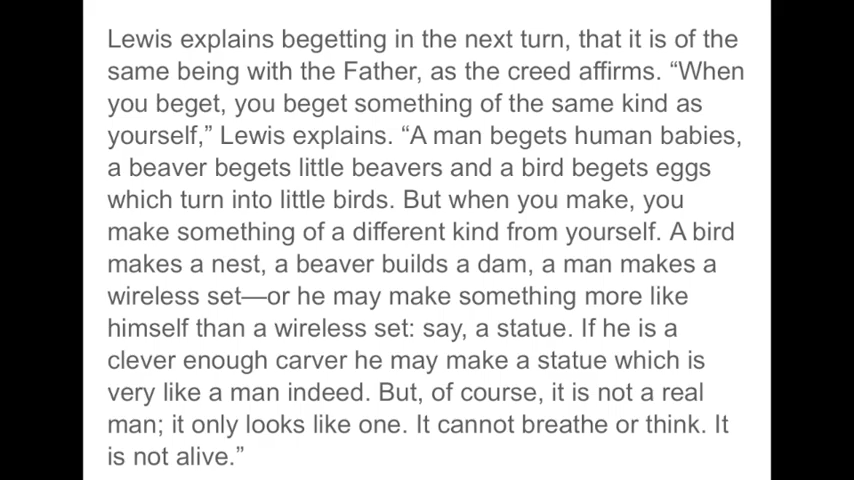 Lewis explains begetting in the next turn, that it is of the
same being with the Father, as the creed affirms. “When
you beget, you beget something of the same kind as
yourself,” Lewis explains. “A man begets human babies,
a beaver begets little beavers and a bird begets eggs
which turn into little birds. But when you make, you
make something of a different kind from yourself. A bird
makes a nest, a beaver builds a dam, a man makes a
wireless set—or he may make something more like
himself than a wireless set: say, a statue. If he is a
clever enough carver he may make a statue which is
very like a man indeed. But, of course, it is not a real
man; it only looks like one. It cannot breathe or think. It
is not alive.”